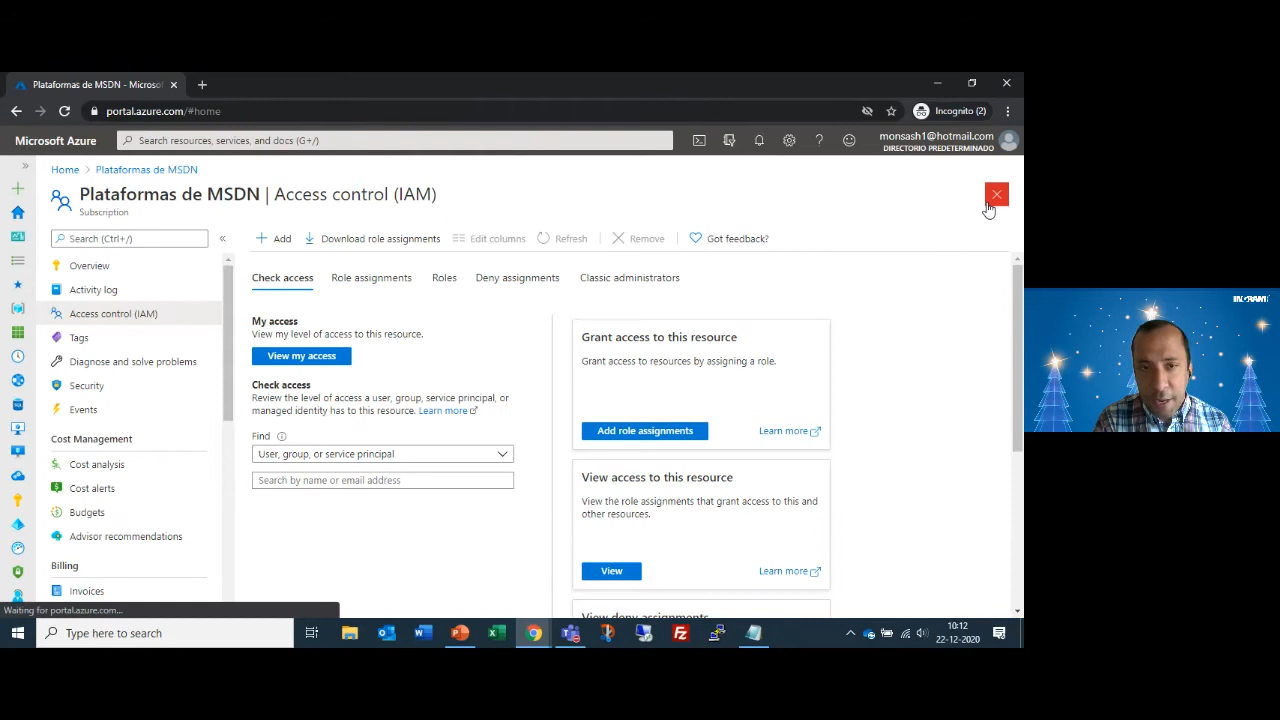 Plataformas de MSDN - Microso
portal.azure.com/#home
Incognito (2)
Microsoft Azure
Search resources, services, and docs (G+/)
monsash1@hotmail.com
DIRECTORIO PREDETERMINADO
Home > Plataformas de MSDN
Plataformas de MSDN | Access control (IAM)
Subscription
Search (Ctrl+/)
Overview
Activity log
Access control (IAM)
Tags
Diagnose and solve problems
Security
Events
Cost Management
Cost analysis
Cost alerts
Budgets
Advisor recommendations
Billing
Invoices
Add
Download role assignments
Edit columns
Refresh
Remove
Got feedback?
Check access
Role assignments
Roles
Deny assignments
Classic administrators
My access
View my level of access to this resource.
View my access
Check access
Review the level of access a user, group, service principal, or
managed identity has to this resource. Learn more
Find
User, group, or service principal
Search by name or email address
Grant access to this resource
Grant access to resources by assigning a role.
Add role assignments
Learn more
View access to this resource
View the role assignments that grant access to this and
other resources.
View
Learn more
View deny assignments
Waiting for portal.azure.com...
Type here to search
10:12
22-12-2020
INGRAM